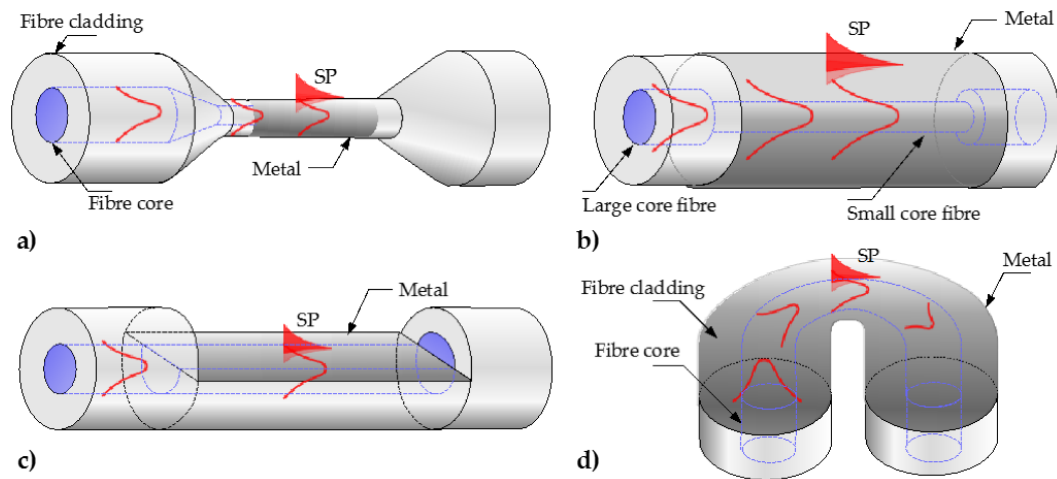 Fibre cladding
SP
Metal
Fibre core
a)
Metal
SP
Large core fibre
Small core fibre
b)
Metal
SP
c)
SP
Metal
Fibre cladding
Fibre core
d)